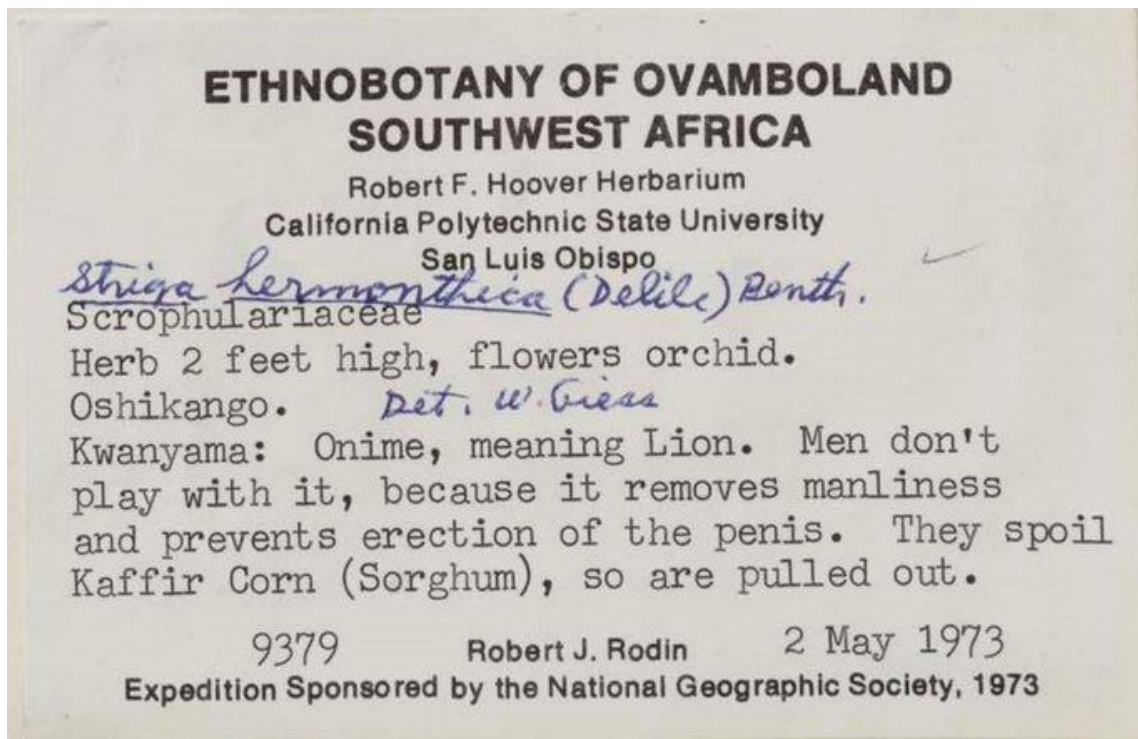 ETHNOBOTANY OF OVAMBOLAND
SOUTHWEST AFRICA
Robert F. Hoover Herbarium
California Polytechnic State University
San Luis Obispo
Striga hermonthica (Delile) Benth.
Scrophulariaceae
Herb 2 feet high, flowers orchid.
Oshikango. Det. W. Giess
Kwanyama: Onime, meaning Lion. Men don't
play with it, because it removes manliness
and prevents erection of the penis. They spoil
Kaffir Corn (Sorghum), so are pulled out.
9379 Robert J. Rodin 2 May 1973
Expedition Sponsored by the National Geographic Society, 1973